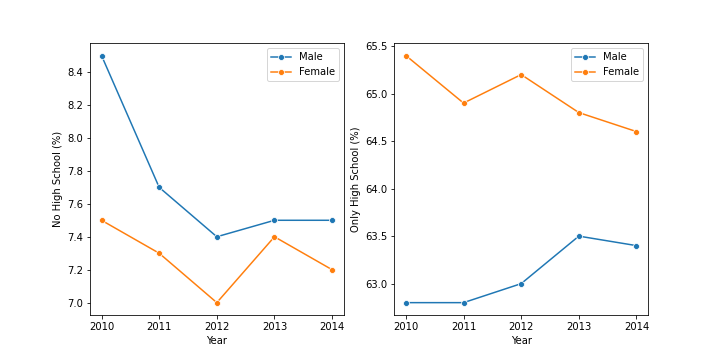 No High School (%)
8.4
8.2
8.0
7.8
7.6
7.4
7.2
7.0
2010 2011 2012 2013 2014
Year
Male
Female
Only High School (%)
65.5
65.0
64.5
64.0
63.5
63.0
2010 2011 2012 2013 2014
Year
Male
Female